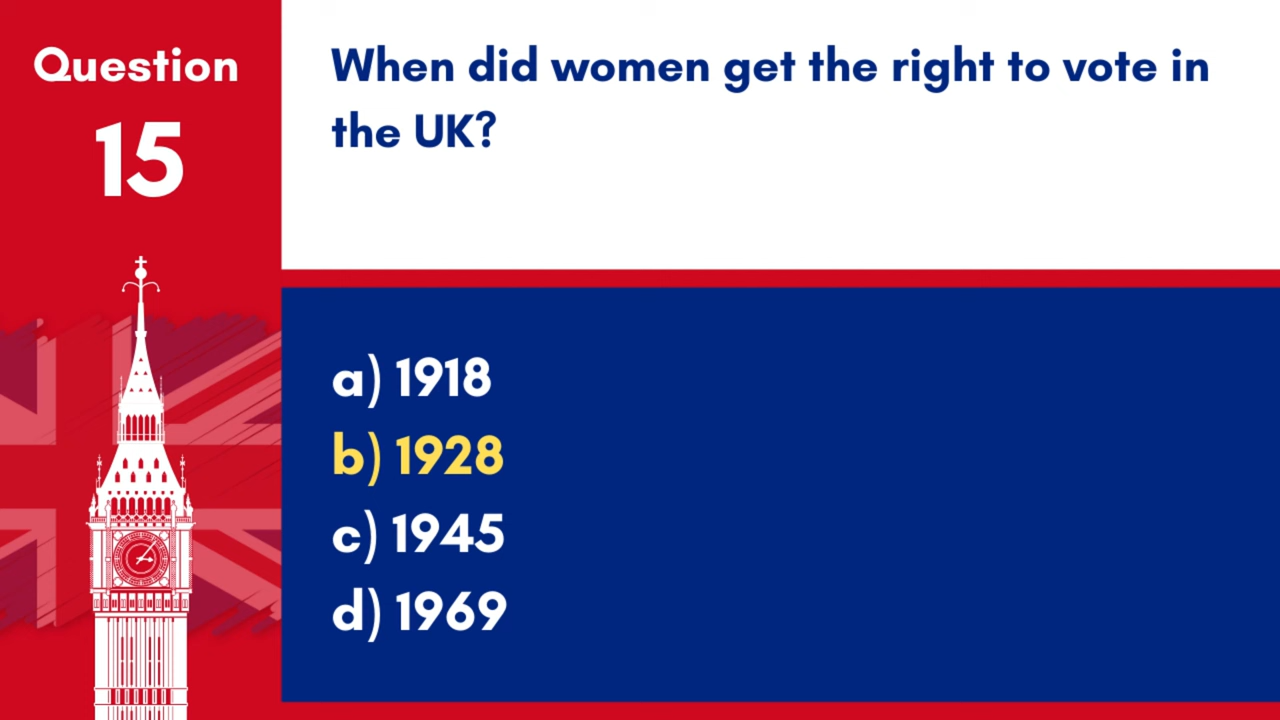 Question
15
When did women get the right to vote in
the UK?
a) 1918
b) 1928
c) 1945
d) 1969